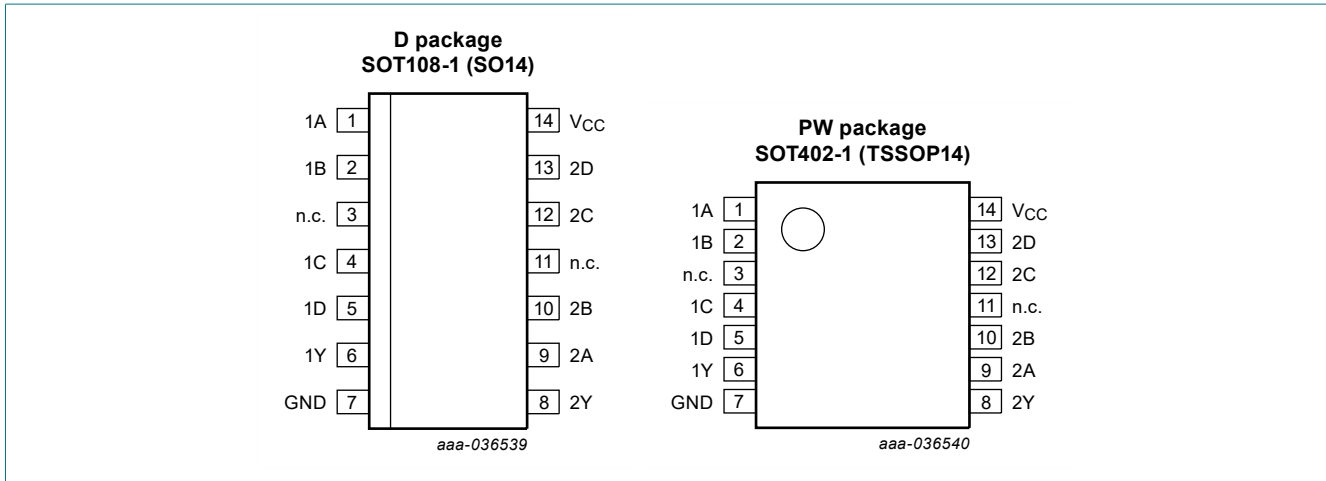 D package
SOT108-1 (SO14)
1A 1 14 VCC
1B 2 13 2D
n.c. 3 12 2C
1C 4 11 n.c.
1D 5 10 2B
1Y 6 9 2A
GND 7 8 2Y
aaa-036539
PW package
SOT402-1 (TSSOP14)
1A 1 14 VCC
1B 2 13 2D
n.c. 3 12 2C
1C 4 11 n.c.
1D 5 10 2B
1Y 6 9 2A
GND 7 8 2Y
aaa-036540